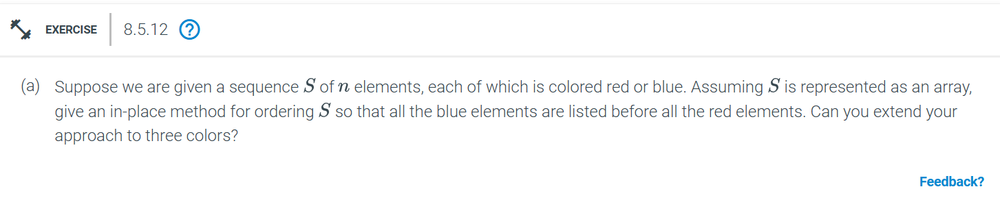 EXERCISE 8.5.12 ?
(a) Suppose we are given a sequence S of n elements, each of which is colored red or blue. Assuming S is represented as an array,
give an in-place method for ordering S so that all the blue elements are listed before all the red elements. Can you extend your
approach to three colors?
Feedback?